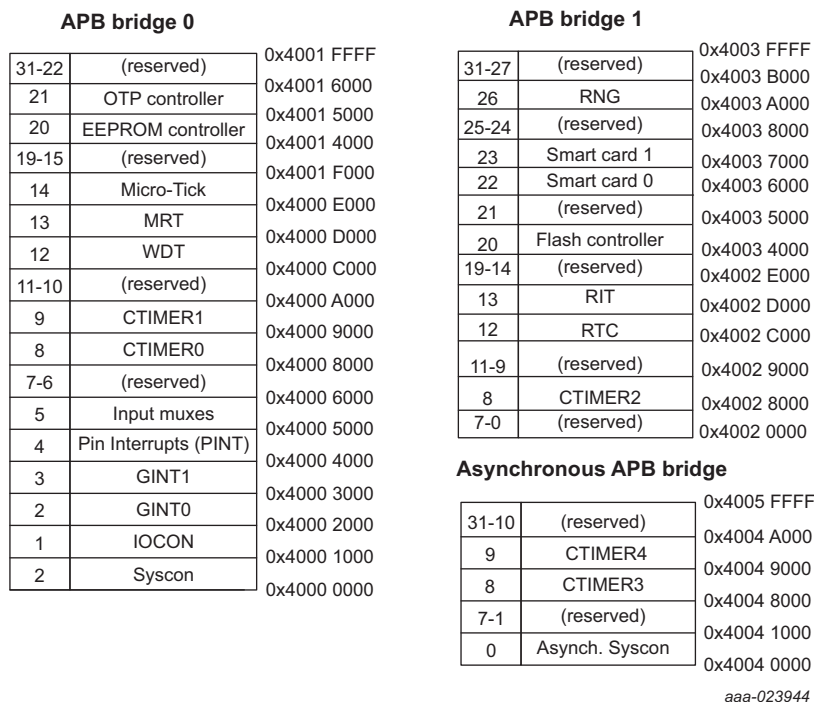 APB bridge 0
0x4001 FFFF
31-22 (reserved)
0x4001 6000
21 OTP controller
0x4001 5000
20 EEPROM controller
0x4001 4000
19-15 (reserved)
0x4001 F000
14 Micro-Tick
0x4000 E000
13 MRT
0x4000 D000
12 WDT
0x4000 C000
11-10 (reserved)
0x4000 A000
9 CTIMER1
0x4000 9000
8 CTIMER0
0x4000 8000
7-6 (reserved)
0x4000 6000
5 Input muxes
0x4000 5000
4 Pin Interrupts (PINT)
0x4000 4000
3 GINT1
0x4000 3000
2 GINT0
0x4000 2000
1 IOCON
0x4000 1000
2 Syscon
0x4000 0000
APB bridge 1
0x4003 FFFF
31-27 (reserved)
0x4003 B000
26 RNG
0x4003 A000
25-24 (reserved)
0x4003 8000
23 Smart card 1
0x4003 7000
22 Smart card 0
0x4003 6000
21 (reserved)
0x4003 5000
20 Flash controller
0x4003 4000
19-14 (reserved)
0x4002 E000
13 RIT
0x4002 D000
12 RTC
0x4002 C000
11-9 (reserved)
0x4002 9000
8 CTIMER2
0x4002 8000
7-0 (reserved)
0x4002 0000
Asynchronous APB bridge
0x4005 FFFF
31-10 (reserved)
0x4004 A000
9 CTIMER4
0x4004 9000
8 CTIMER3
0x4004 8000
7-1 (reserved)
0x4004 1000
0 Asynch. Syscon
0x4004 0000
aaa-023944